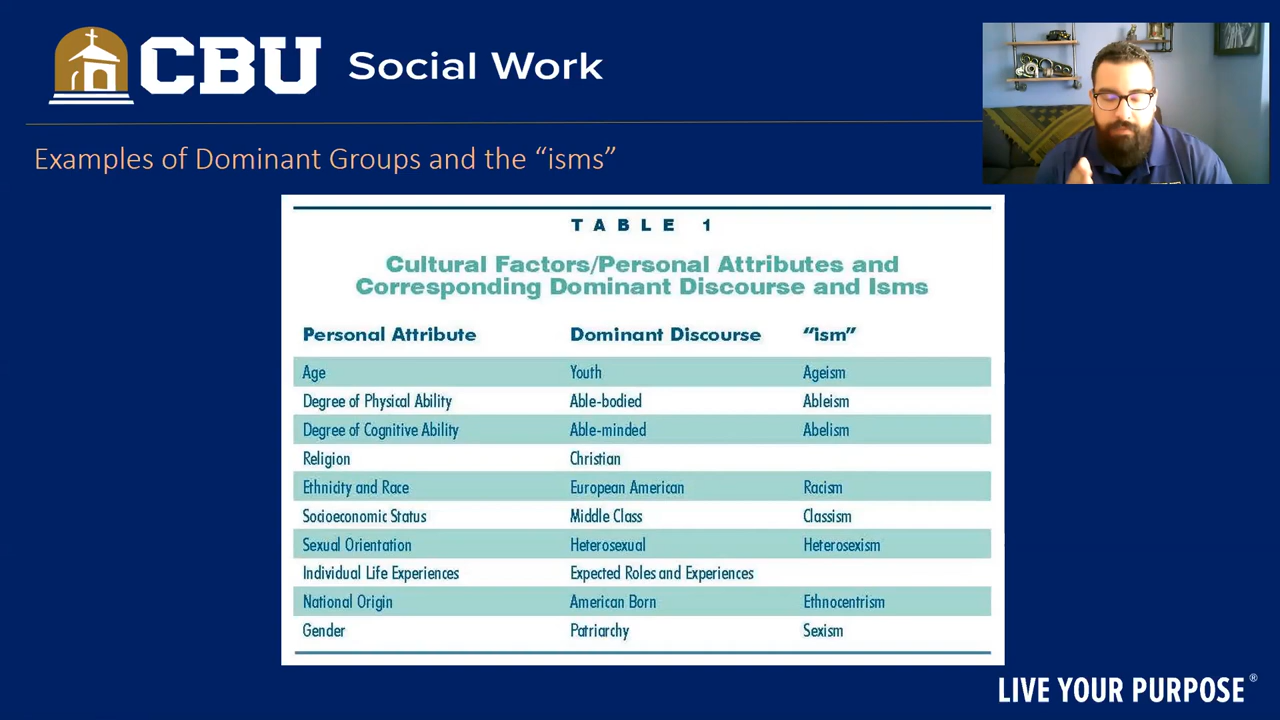 CBU Social Work
Examples of Dominant Groups and the “isms”
TABLE 1
Cultural Factors/Personal Attributes and
Corresponding Dominant Discourse and Isms
Personal Attribute Dominant Discourse “ism”
Age Youth Ageism
Degree of Physical Ability Able-bodied Ableism
Degree of Cognitive Ability Able-minded Abelism
Religion Christian
Ethnicity and Race European American Racism
Socioeconomic Status Middle Class Classism
Sexual Orientation Heterosexual Heterosexism
Individual Life Experiences Expected Roles and Experiences
National Origin American Born Ethnocentrism
Gender Patriarchy Sexism
LIVE YOUR PURPOSE®